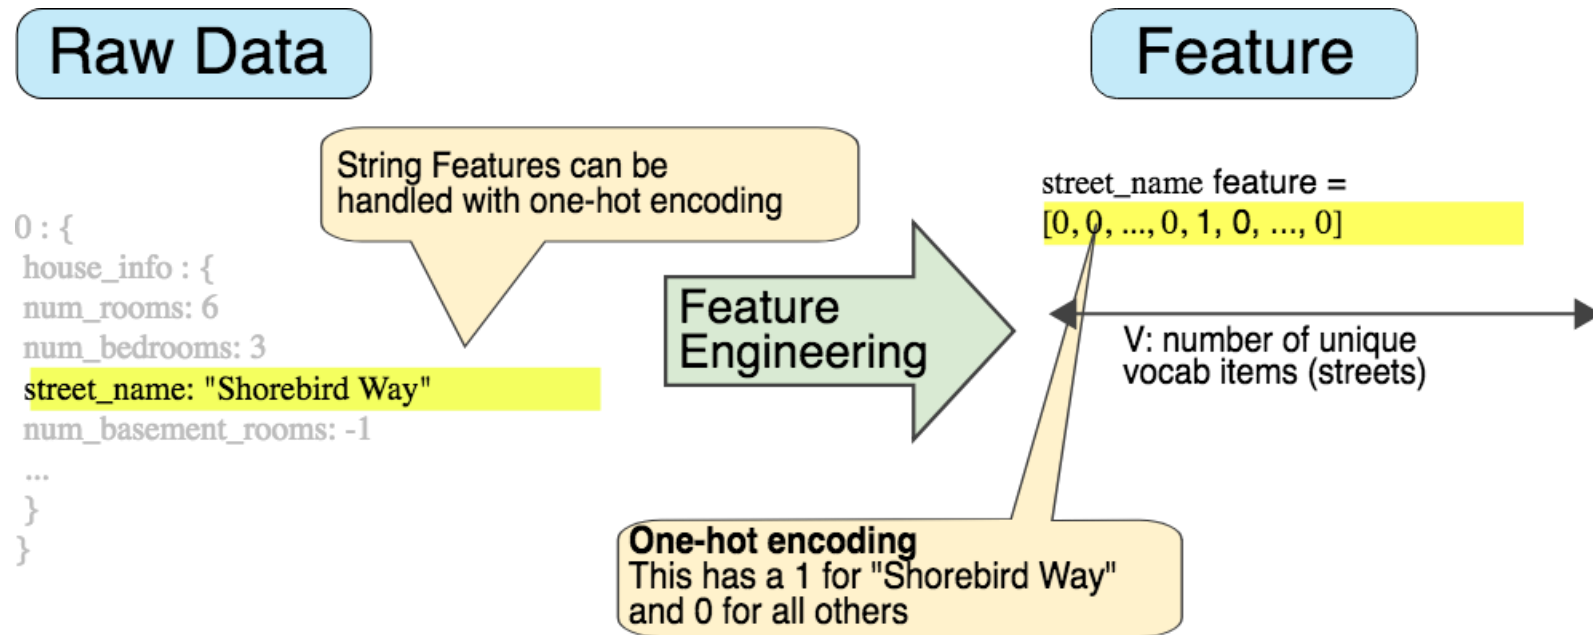 Raw Data
Feature
String Features can be
handled with one-hot encoding
0 : {
house_info : {
num_rooms: 6
num_bedrooms: 3
street_name: "Shorebird Way"
num_basement_rooms: -1
...
}
}
Feature
Engineering
street_name feature =
[0, 0, ..., 0, 1, 0, ..., 0]
V: number of unique
vocab items (streets)
One-hot encoding
This has a 1 for "Shorebird Way"
and 0 for all others